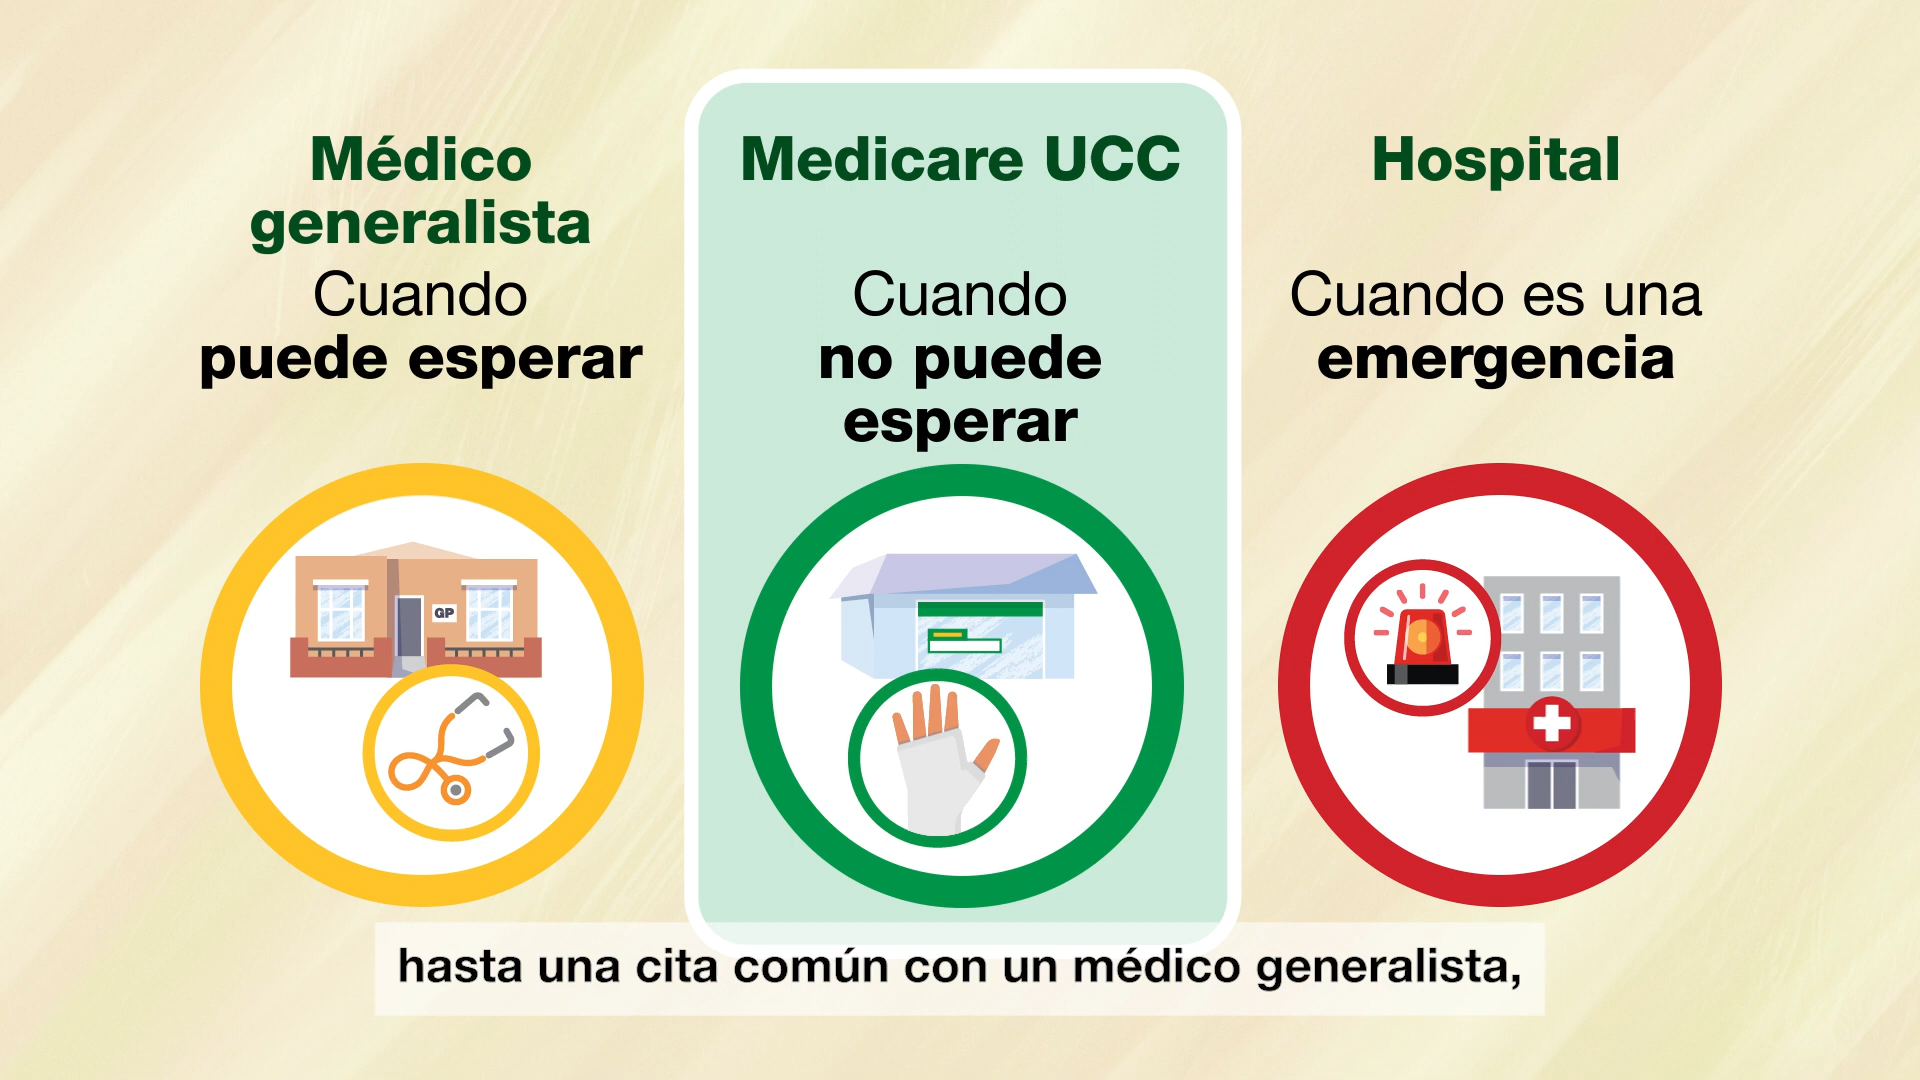 Médico
generalista
Cuando
puede esperar
GP
Medicare UCC
Cuando
no puede
esperar
Hospital
Cuando es una
emergencia
hasta una cita común con un médico generalista,